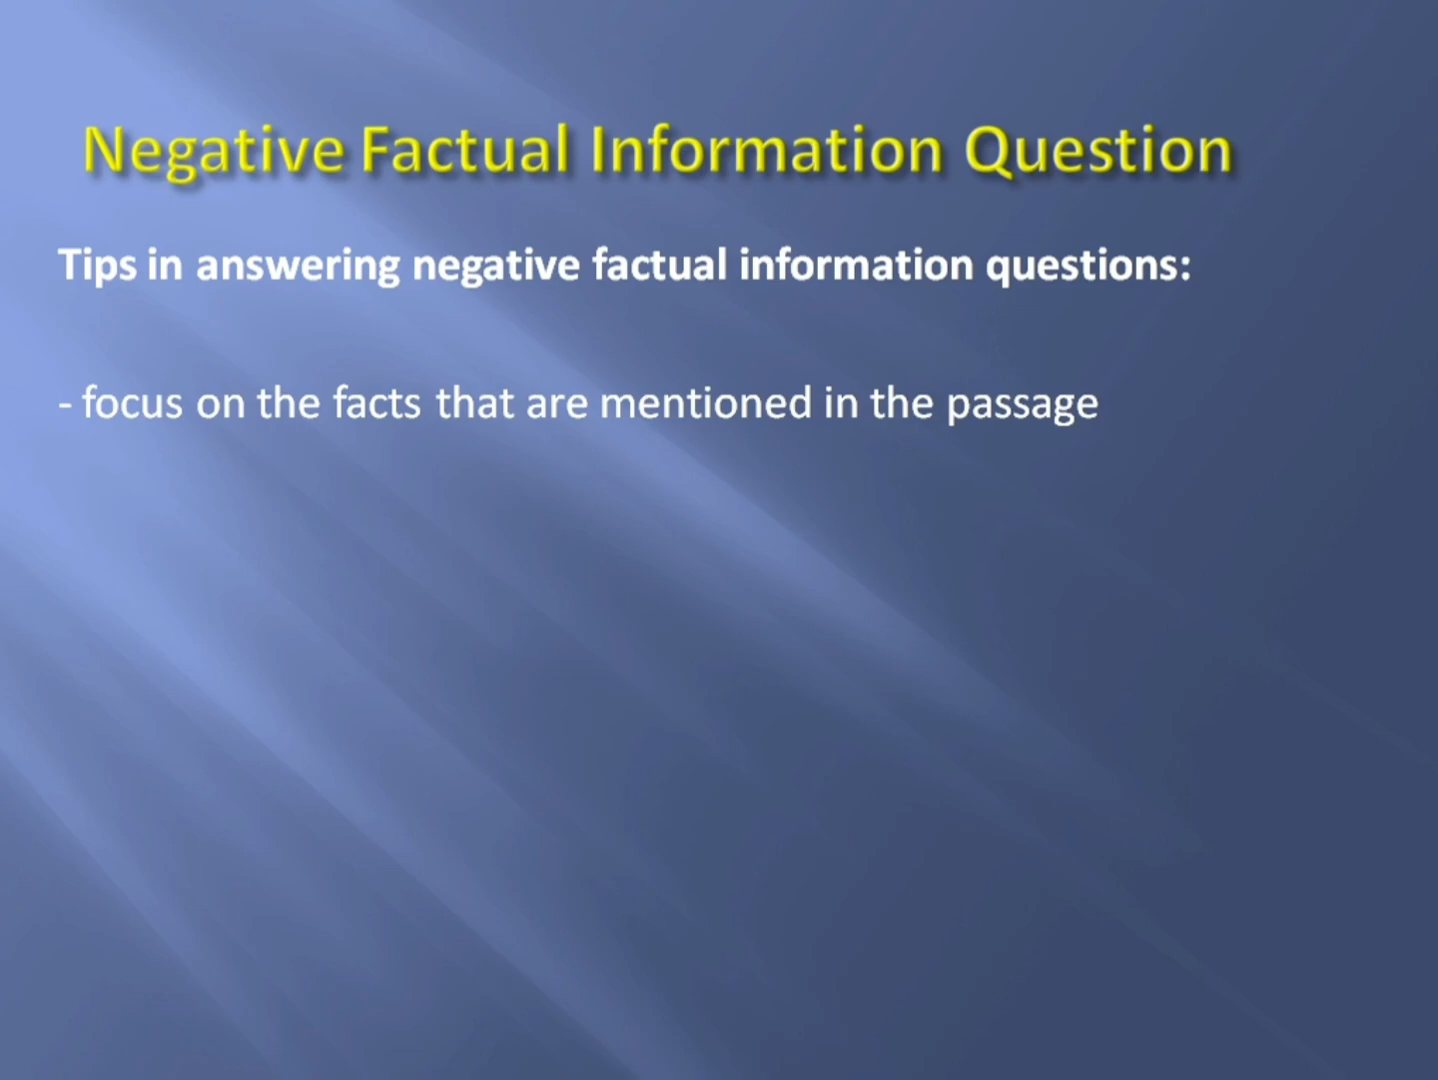 Negative Factual Information Question
Tips in answering negative factual information questions:
- focus on the facts that are mentioned in the passage